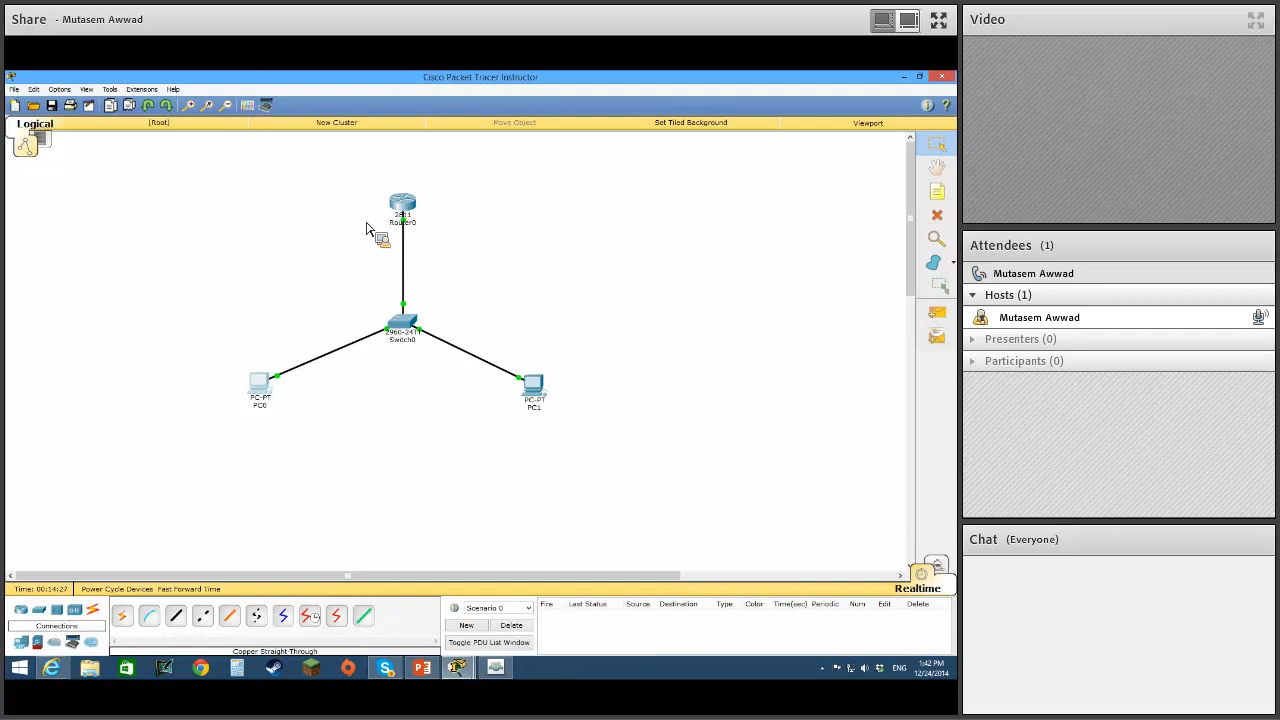 Share - Mutasem Awwad
Cisco Packet Tracer Instructor
File Edit Options View Tools Extensions Help
Logical [Root] New Cluster Move Object Set Tiled Background Viewport
2811
Router0
2960-24TT
Switch0
PC-PT
PC0
PC-PT
PC1
Time: 00:14:27 Power Cycle Devices Fast Forward Time
Realtime
Connections
Copper Straight-Through
Scenario 0
New Delete
Toggle PDU List Window
Fire Last Status Source Destination Type Color Time(sec) Periodic Num Edit Delete
ENG
1:42 PM
12/24/2014
Video
Attendees (1)
Mutasem Awwad
Hosts (1)
Mutasem Awwad
Presenters (0)
Participants (0)
Chat (Everyone)